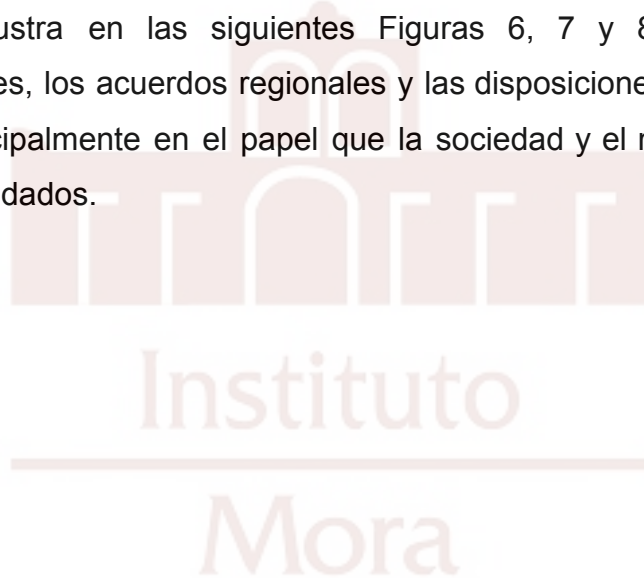 ustra en las siguientes Figuras 6, 7 y 8
es, los acuerdos regionales y las disposicione
cipalmente en el papel que la sociedad y el
dados.
Instituto
Mora